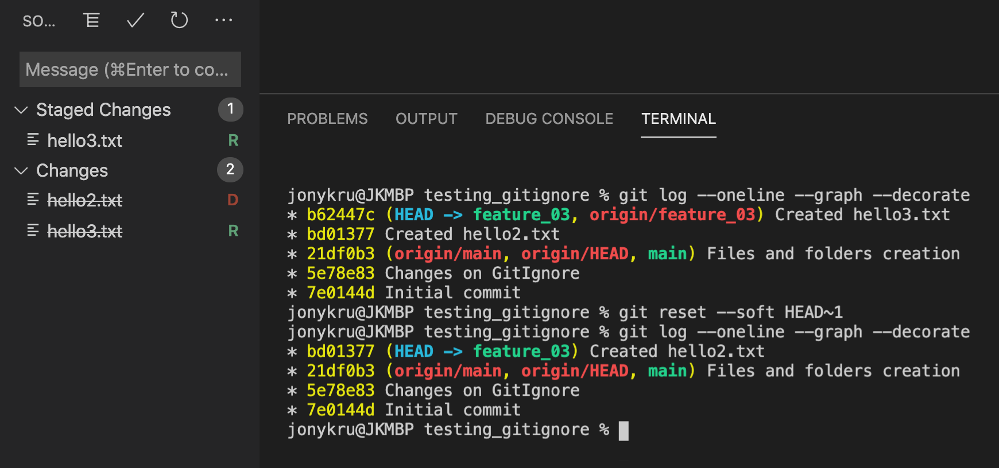 SO...
Message (⌘Enter to co...
Staged Changes 1
hello3.txt R
Changes 2
hello2.txt D
hello3.txt R
PROBLEMS OUTPUT DEBUG CONSOLE TERMINAL
jonykru@JKMBP testing_gitignore % git log --oneline --graph --decorate
* b62447c (HEAD -> feature_03, origin/feature_03) Created hello3.txt
* bd01377 Created hello2.txt
* 21df0b3 (origin/main, origin/HEAD, main) Files and folders creation
* 5e78e83 Changes on GitIgnore
* 7e0144d Initial commit
jonykru@JKMBP testing_gitignore % git reset --soft HEAD~1
jonykru@JKMBP testing_gitignore % git log --oneline --graph --decorate
* bd01377 (HEAD -> feature_03) Created hello2.txt
* 21df0b3 (origin/main, origin/HEAD, main) Files and folders creation
* 5e78e83 Changes on GitIgnore
* 7e0144d Initial commit
jonykru@JKMBP testing_gitignore %